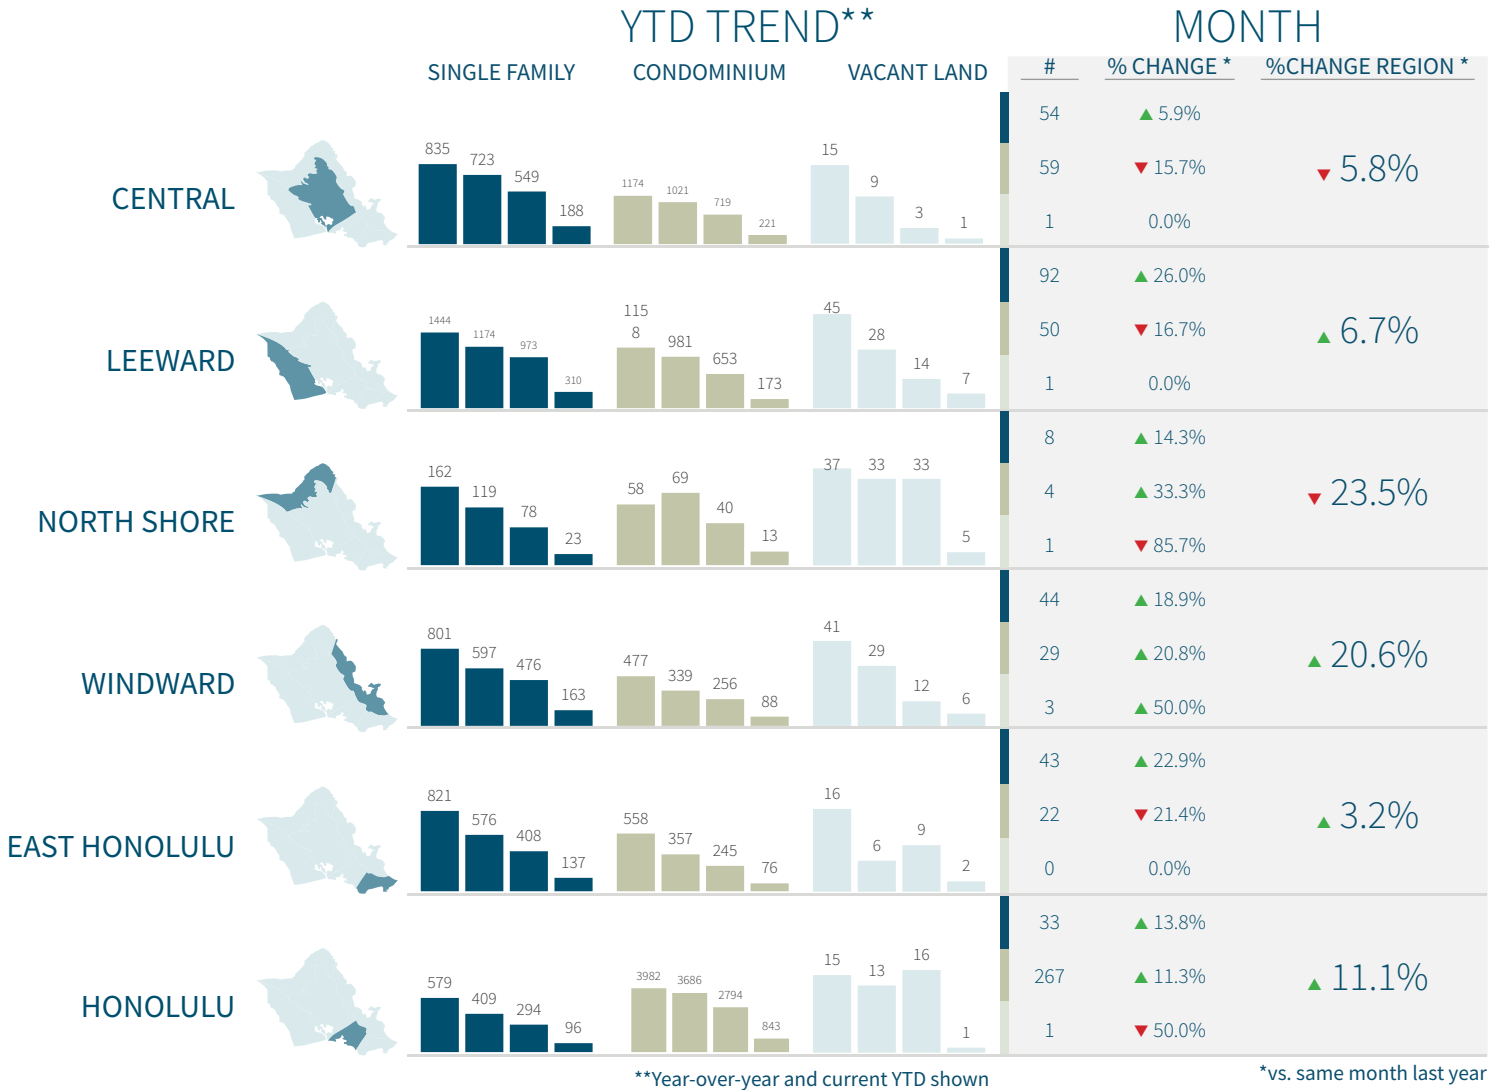 YTD TREND**
MONTH
SINGLE FAMILY
CONDOMINIUM
VACANT LAND
#
% CHANGE *
%CHANGE REGION *
CENTRAL
835 723 549 188
1174 1021 719 221
15 9 3 1
54 5.9%
59 15.7%
1 0.0%
5.8%
LEEWARD
1444 1174 973 310
115
8 981 653 173
45 28 14 7
92 26.0%
50 16.7%
1 0.0%
6.7%
NORTH SHORE
162 119 78 23
58 69 40 13
37 33 33 5
8 14.3%
4 33.3%
1 85.7%
23.5%
WINDWARD
801 597 476 163
477 339 256 88
41 29 12 6
44 18.9%
29 20.8%
3 50.0%
20.6%
EAST HONOLULU
821 576 408 137
558 357 245 76
16 6 9 2
43 22.9%
22 21.4%
0 0.0%
3.2%
HONOLULU
579 409 294 96
3982 3686 2794 843
15 13 16 1
33 13.8%
267 11.3%
1 50.0%
11.1%
**Year-over-year and current YTD shown
*vs. same month last year